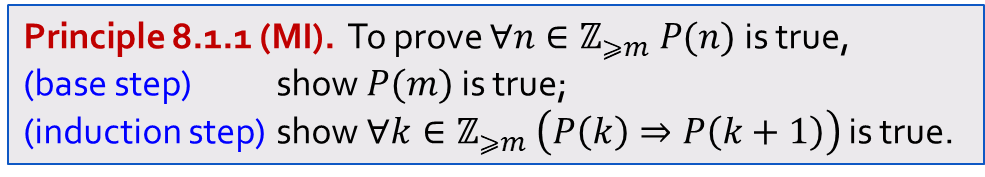 Principle 8.1.1 (MI). To prove ∀n ∈ ℤ⩾m P(n) is true,
(base step) show P(m) is true;
(induction step) show ∀k ∈ ℤ⩾m (P(k) ⇒ P(k + 1)) is true.